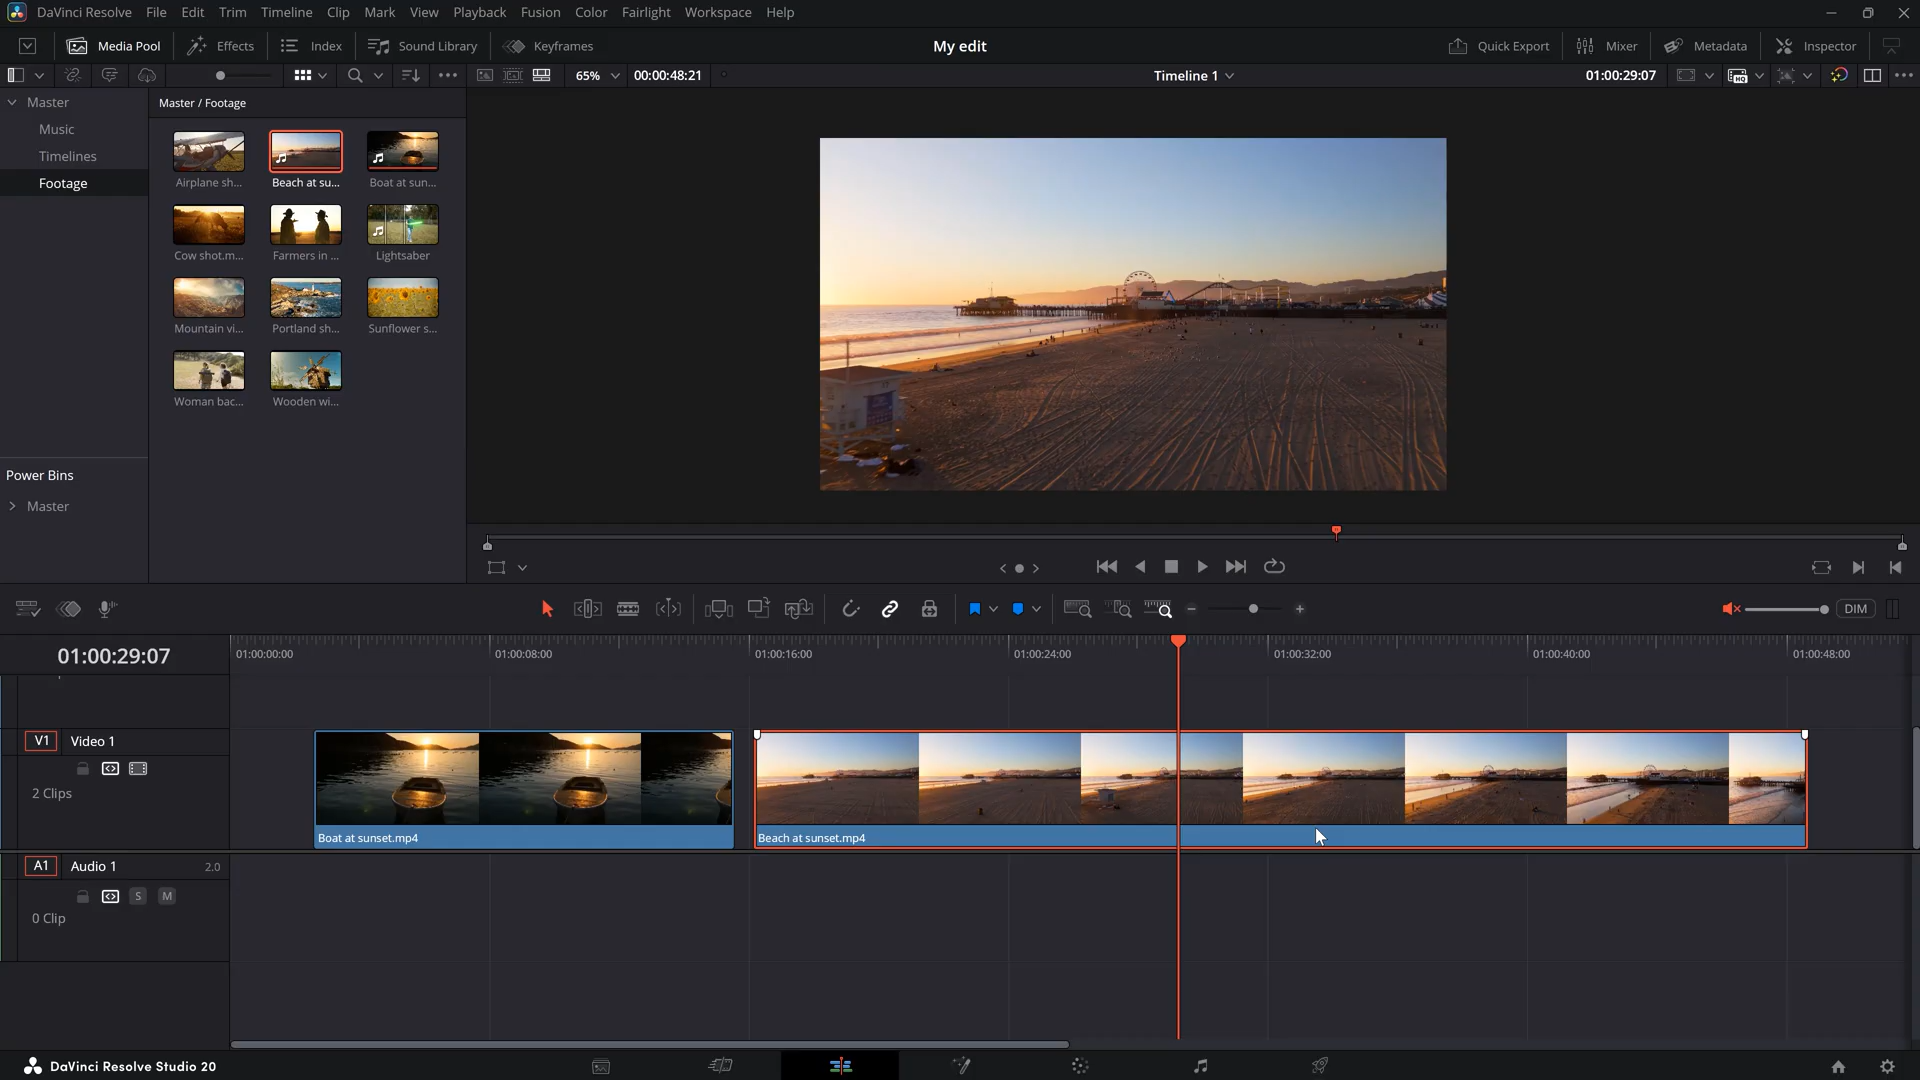 DaVinci Resolve File Edit Trim Timeline Clip Mark View Playback Fusion Color Fairlight Workspace Help
Media Pool Effects Index Sound Library Keyframes My edit Quick Export Mixer Metadata Inspector
65% 00:00:48:21 Timeline 1 01:00:29:07
Master
Music
Timelines
Footage
Power Bins
Master
Master / Footage
Airplane sh... Beach at su... Boat at sun...
Cow shot.m... Farmers in ... Lightsaber
Mountain vi... Portland sh... Sunflower s...
Woman bac... Wooden wi...
DIM
01:00:29:07
01:00:00:00 01:00:08:00 01:00:16:00 01:00:24:00 01:00:32:00 01:00:40:00 01:00:48:00
V1 Video 1
2 Clips
Boat at sunset.mp4 Beach at sunset.mp4
A1 Audio 1 2.0
S M
0 Clip
DaVinci Resolve Studio 20